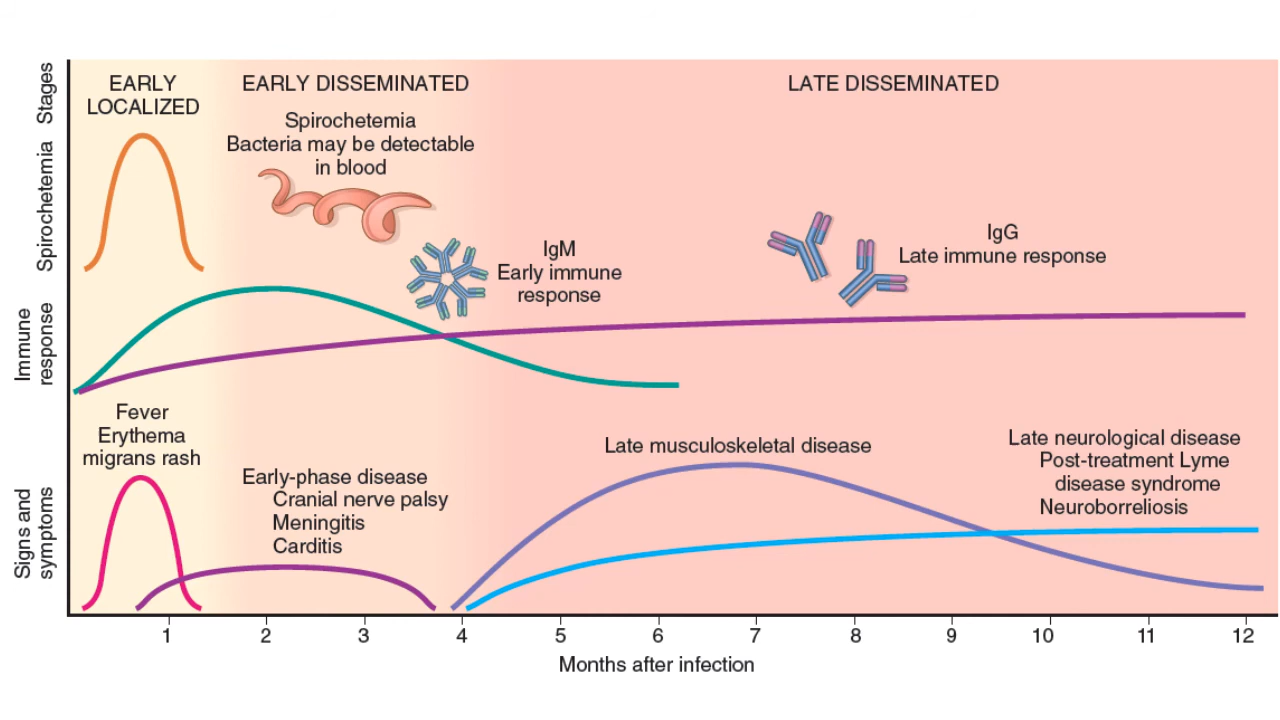 Stages
EARLY
LOCALIZED
EARLY DISSEMINATED
LATE DISSEMINATED
Spirochetemia
Spirochetemia
Bacteria may be detectable
in blood
IgM
Early immune
response
IgG
Late immune response
Immune
response
Fever
Erythema
migrans rash
Early-phase disease
Cranial nerve palsy
Meningitis
Carditis
Late musculoskeletal disease
Late neurological disease
Post-treatment Lyme
disease syndrome
Neuroborreliosis
Signs and
symptoms
1 2 3 4 5 6 7 8 9 10 11 12
Months after infection